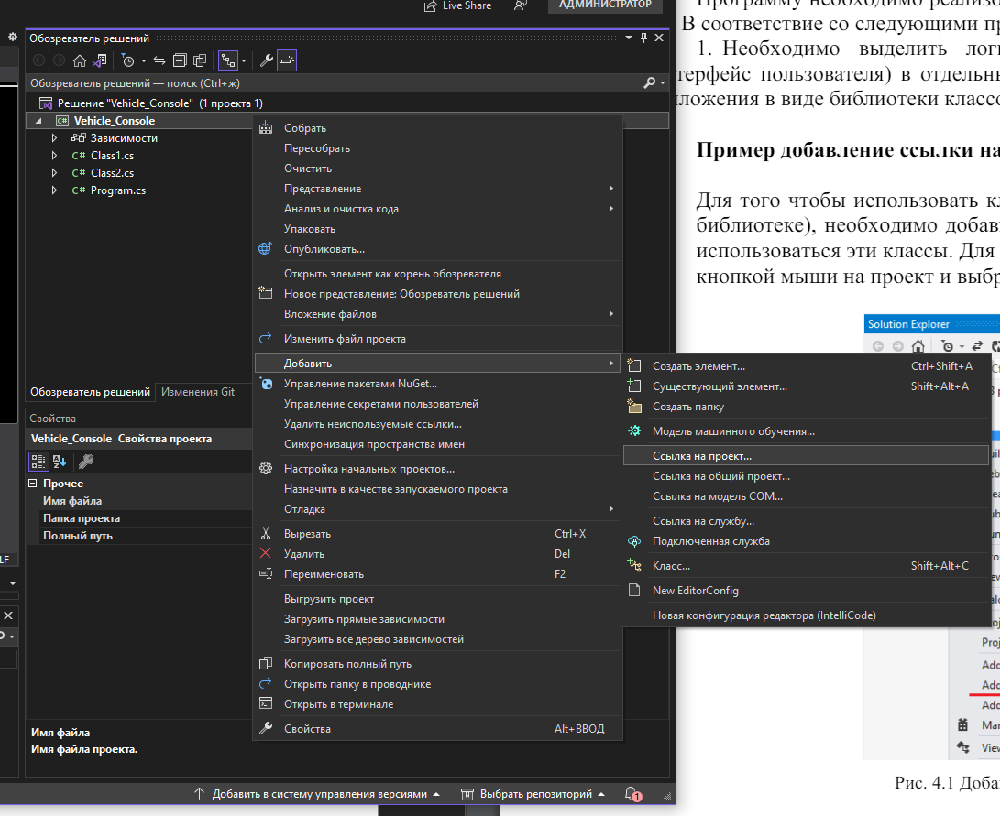 Live Share
АДМИНИСТРАТОР
Обозреватель решений
Обозреватель решений — поиск (Ctrl+ж)
Решение "Vehicle_Console" (1 проекта 1)
Vehicle_Console
Зависимости
Class1.cs
Class2.cs
Program.cs
Собрать
Пересобрать
Очистить
Представление
Анализ и очистка кода
Упаковать
Опубликовать...
Открыть элемент как корень обозревателя
Новое представление: Обозреватель решений
Вложение файлов
Изменить файл проекта
Добавить
Управление пакетами NuGet...
Управление секретами пользователей
Удалить неиспользуемые ссылки...
Синхронизация пространства имен
Настройка начальных проектов...
Назначить в качестве запускаемого проекта
Отладка
Вырезать Ctrl+X
Удалить Del
Переименовать F2
Выгрузить проект
Загрузить прямые зависимости
Загрузить все дерево зависимостей
Копировать полный путь
Открыть папку в проводнике
Открыть в терминале
Свойства Alt+ВВОД
Создать элемент... Ctrl+Shift+A
Существующий элемент... Shift+Alt+A
Создать папку
Модель машинного обучения...
Ссылка на проект...
Ссылка на общий проект...
Ссылка на модель COM...
Ссылка на службу...
Подключенная служба
Класс... Shift+Alt+C
New EditorConfig
Новая конфигурация редактора (IntelliCode)
Обозреватель решений Изменения Git
Свойства
Vehicle_Console Свойства проекта
Прочее
Имя файла
Папка проекта
Полный путь
Имя файла
Имя файла проекта.
Добавить в систему управления версиями
Выбрать репозиторий
1
LF
Программу необходимо реализо
В соответствие со следующими пр
1. Необходимо выделить лог
терфейс пользователя) в отдельн
ложения в виде библиотеки классо
Пример добавление ссылки на
Для того чтобы использовать кл
библиотеке), необходимо добав
использоваться эти классы. Для
кнопкой мыши на проект и выбр
Solution Explorer
Proj
Add
Add
Add
Mar
View
Рис. 4.1 Доба